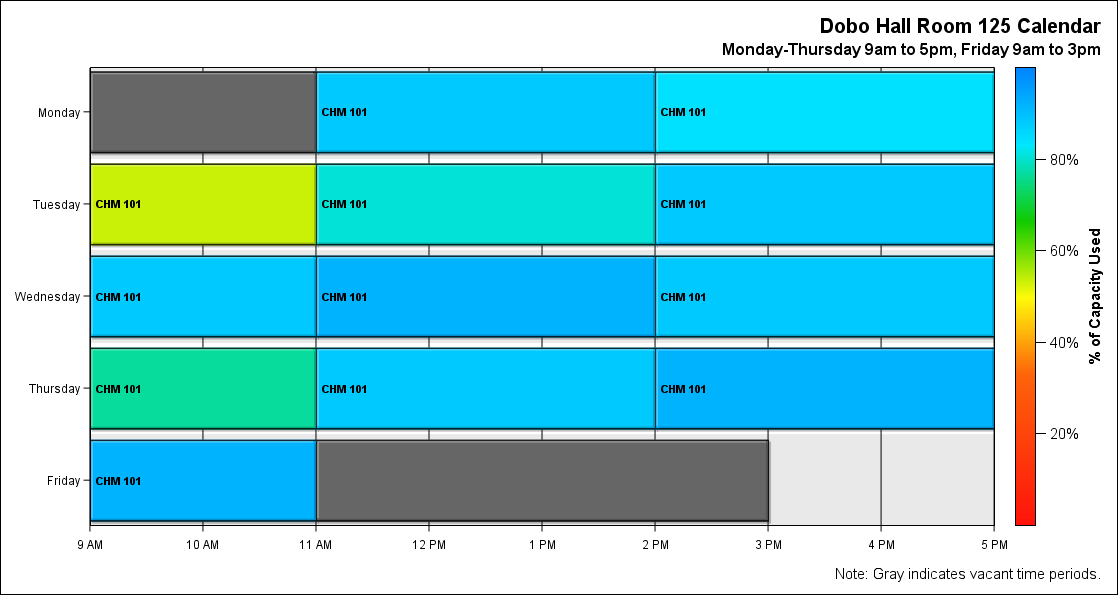 Dobo Hall Room 125 Calendar
Monday-Thursday 9am to 5pm, Friday 9am to 3pm
Monday
CHM 101
CHM 101
Tuesday
CHM 101
CHM 101
CHM 101
Wednesday
CHM 101
CHM 101
CHM 101
Thursday
CHM 101
CHM 101
CHM 101
Friday
CHM 101
9 AM
10 AM
11 AM
12 PM
1 PM
2 PM
3 PM
4 PM
5 PM
80%
60%
40%
20%
% of Capacity Used
Note: Gray indicates vacant time periods.